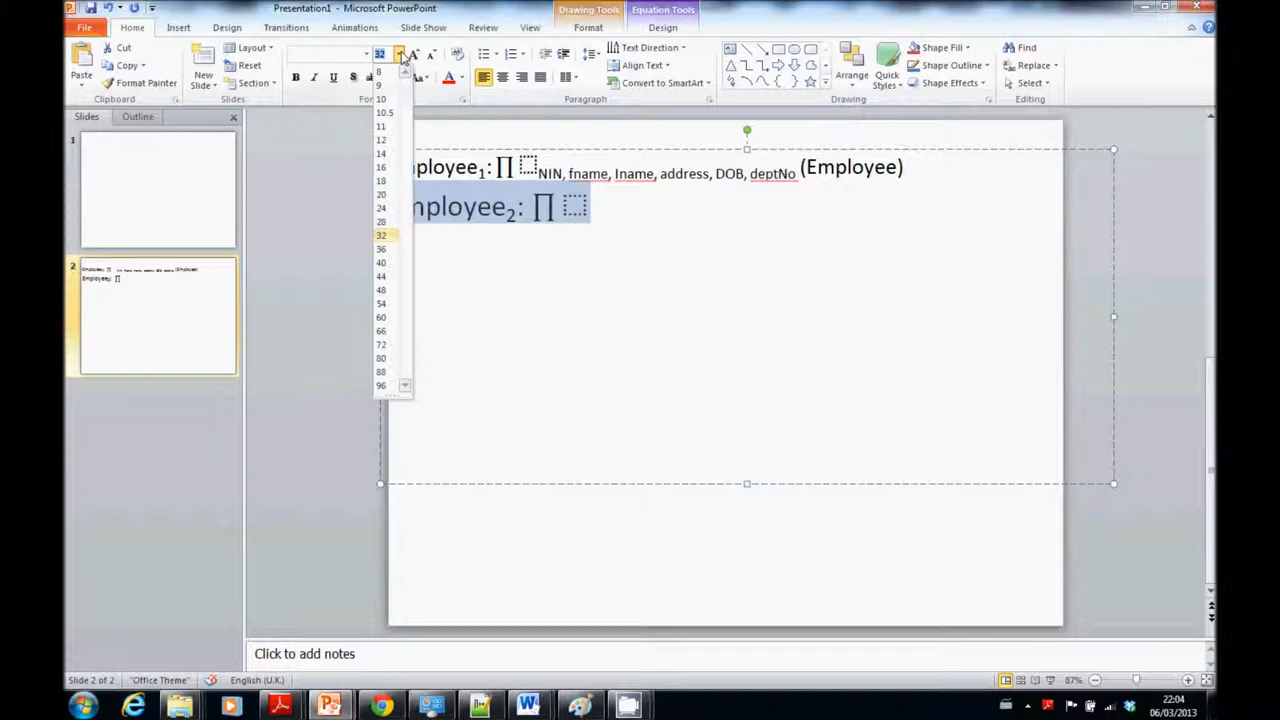 Presentation1 - Microsoft PowerPoint
Drawing Tools
Equation Tools
File
Home
Insert
Design
Transitions
Animations
Slide Show
Review
View
Format
Design
Paste
Cut
Copy
Format Painter
Clipboard
New Slide
Layout
Reset
Section
Slides
32
B I U S
Aa
A
Text Direction
Align Text
Convert to SmartArt
Paragraph
Arrange
Quick Styles
Shape Fill
Shape Outline
Shape Effects
Drawing
Find
Replace
Select
Editing
Slides
Outline
8
9
10
10.5
11
12
14
16
18
20
24
28
32
36
40
44
48
54
60
66
72
80
88
96
1
2
ployee1: ∏ NIN, fname, Iname, address, DOB, deptNo (Employee)
mployee2: ∏
Click to add notes
Slide 2 of 2
"Office Theme"
English (U.K.)
87%
22:04
06/03/2013